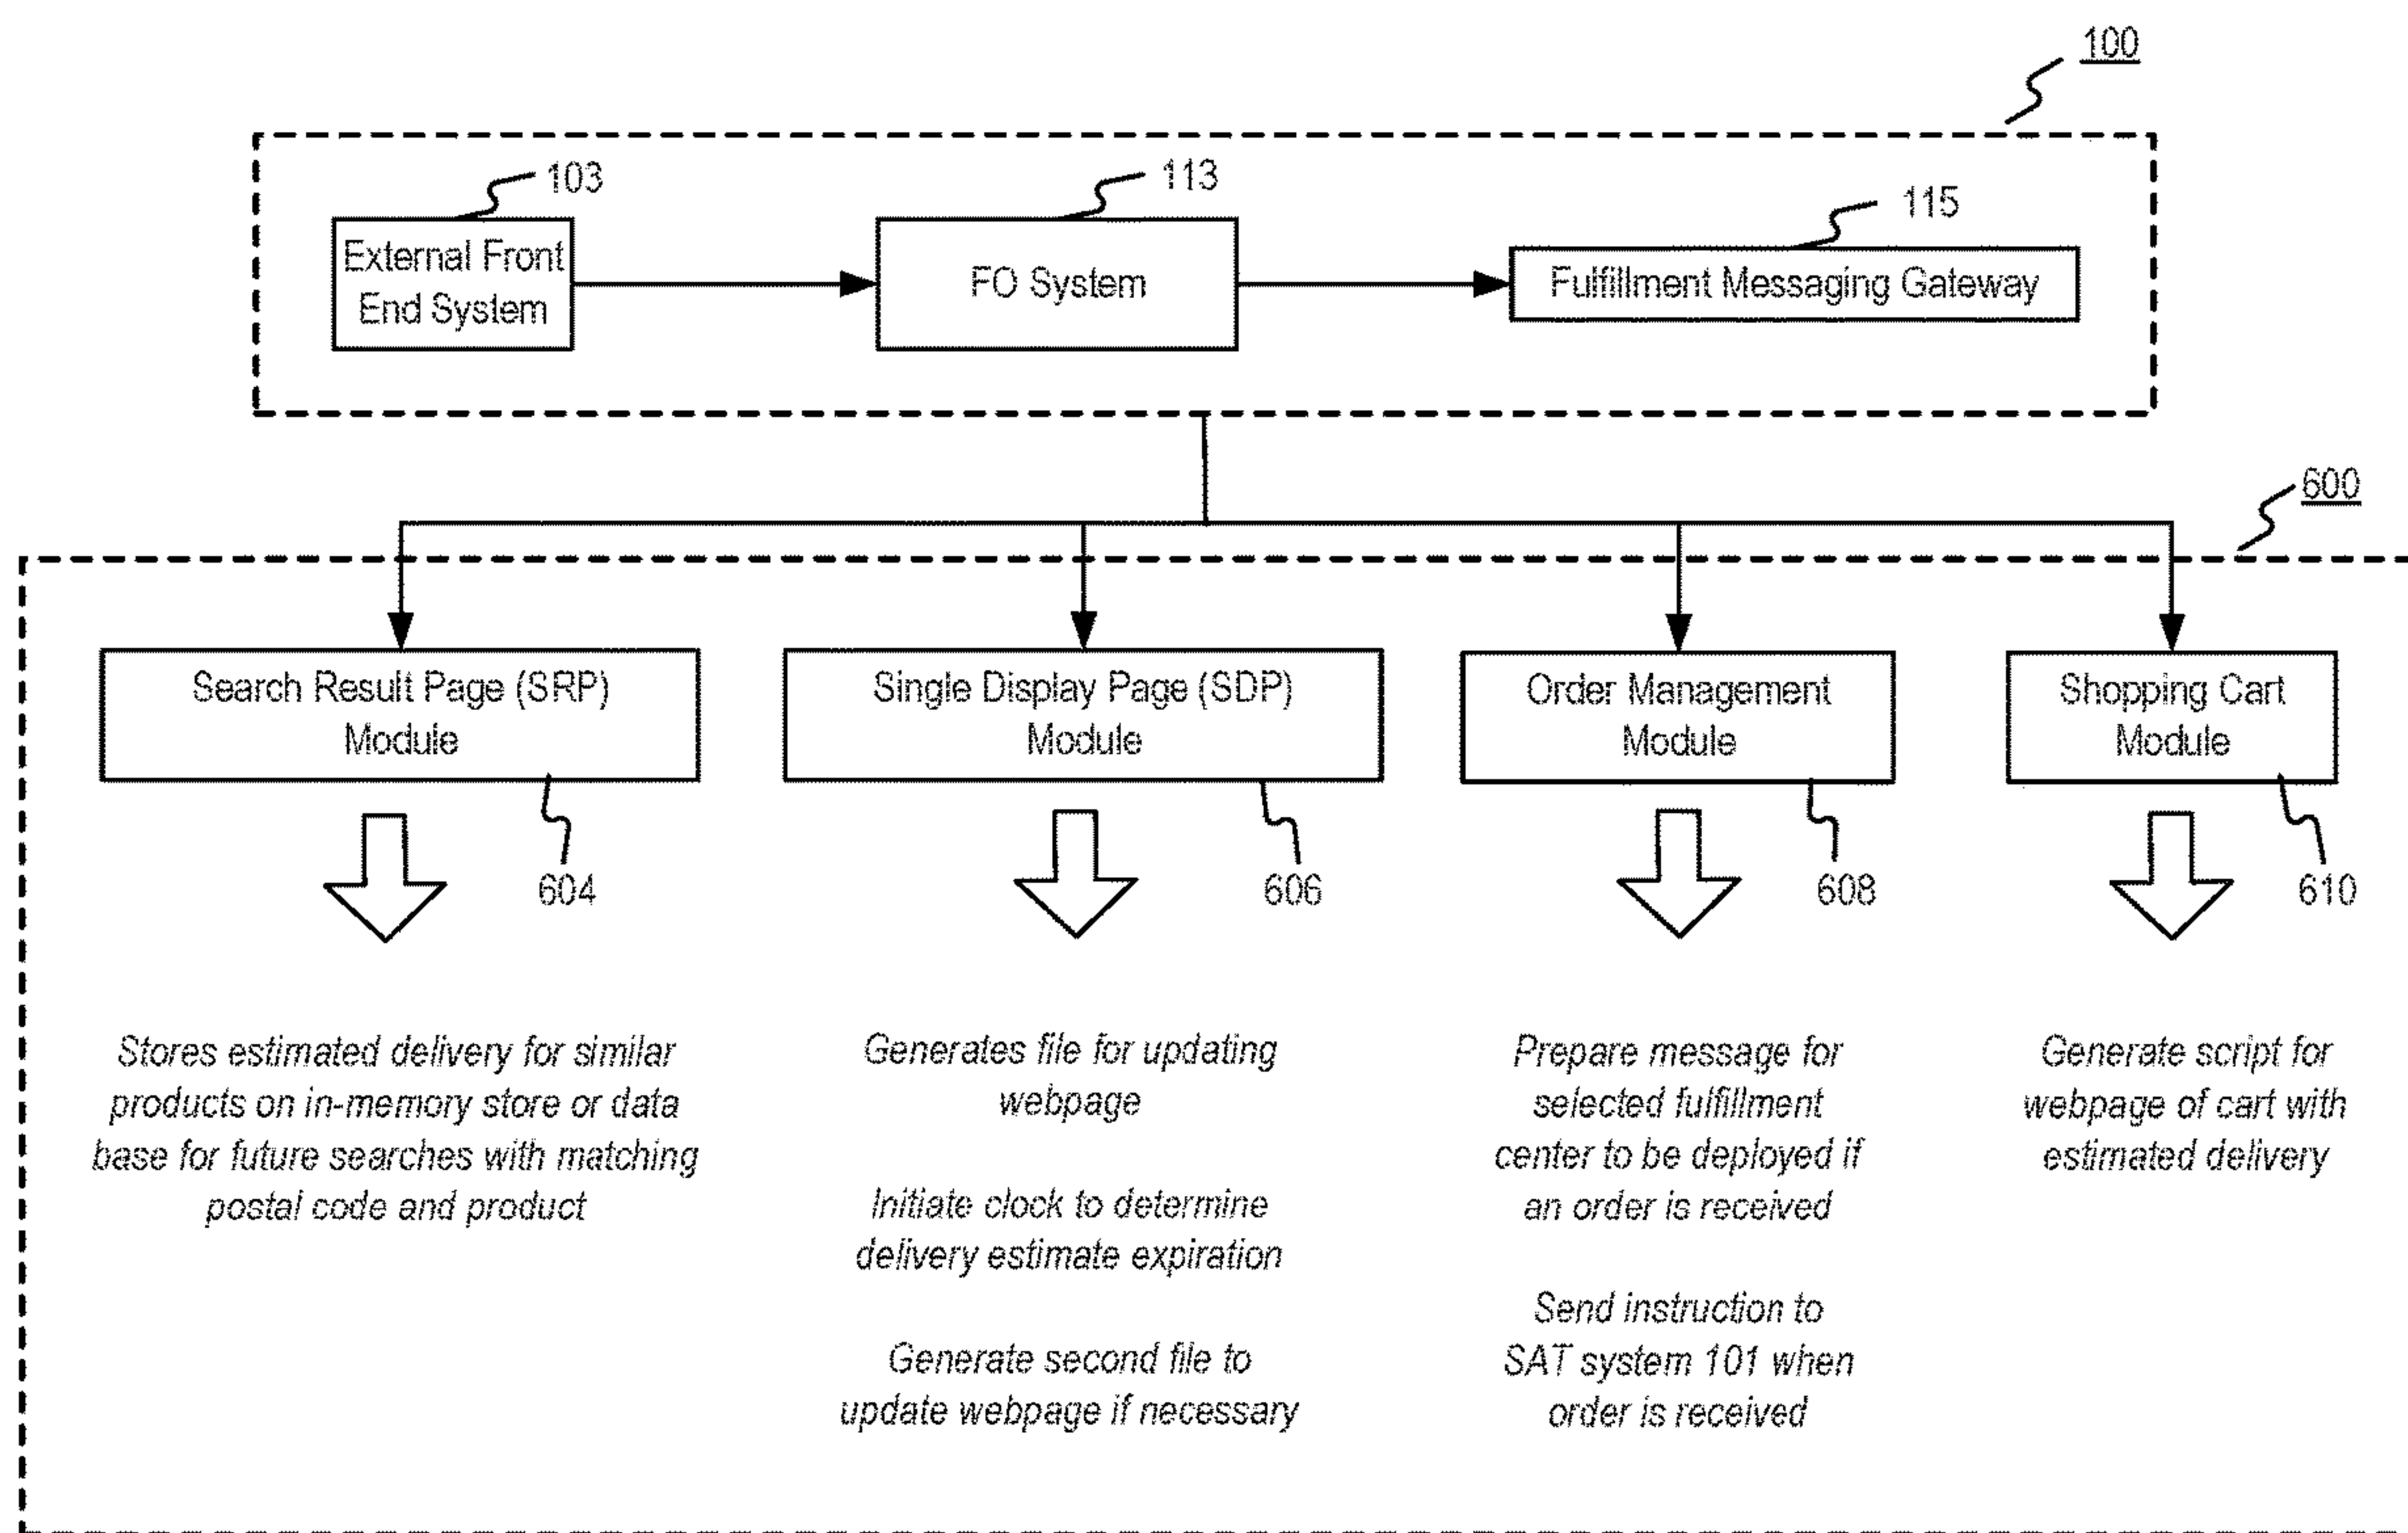 100
103
113
115
External Front
End System
FO System
Fulfillment Messaging Gateway
600
Search Result Page (SRP)
Module
Single Display Page (SDP)
Module
Order Management
Module
Shopping Cart
Module
604
606
608
610
Stores estimated delivery for similar
products on in-memory store or data
base for future searches with matching
postal code and product
Generates file for updating
webpage
Initiate clock to determine
delivery estimate expiration
Generate second file to
update webpage if necessary
Prepare message for
selected fulfillment
center to be deployed if
an order is received
Send instruction to
SAT system 101 when
order is received
Generate script for
webpage of cart with
estimated delivery